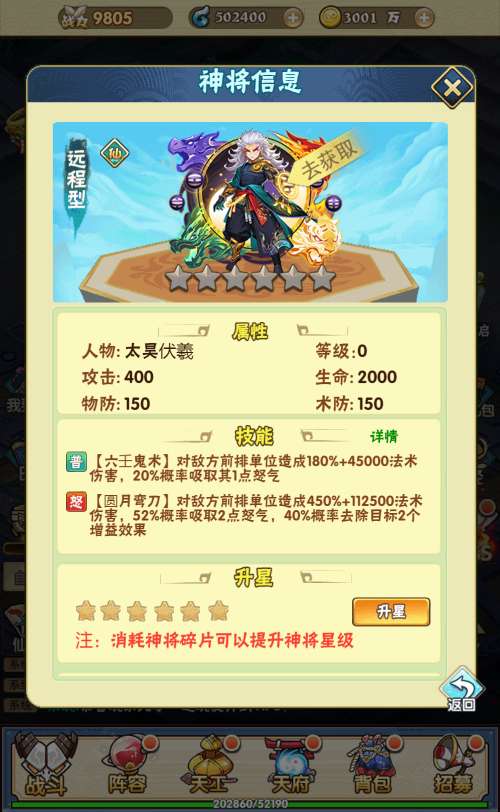 战力 9805
502400
3001 万
神将信息
远程型
仙
去获取
属性
人物: 太昊伏羲
等级: 0
攻击: 400
生命: 2000
物防: 150
术防: 150
技能
详情
普
【六壬鬼术】对敌方前排单位造成180%+45000法术
伤害，20%概率吸取其1点怒气
怒
【圆月弯刀】对敌方前排单位造成450%+112500法术
伤害，52%概率吸取2点怒气，40%概率去除目标2个
增益效果
升星
升星
注：消耗神将碎片可以提升神将星级
返回
阵容
天工
天府
背包
招募
202860/52190